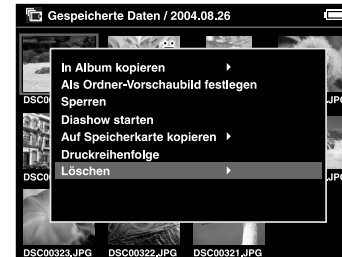 Gespeicherte Daten / 2004.08.26
In Album kopieren
Als Ordner-Vorschaubild festlegen
Sperren
Diashow starten
Auf Speicherkarte kopieren
Druckreihenfolge
Löschen
DSC00323.JPG DSC00322.JPG DSC00321.JPG